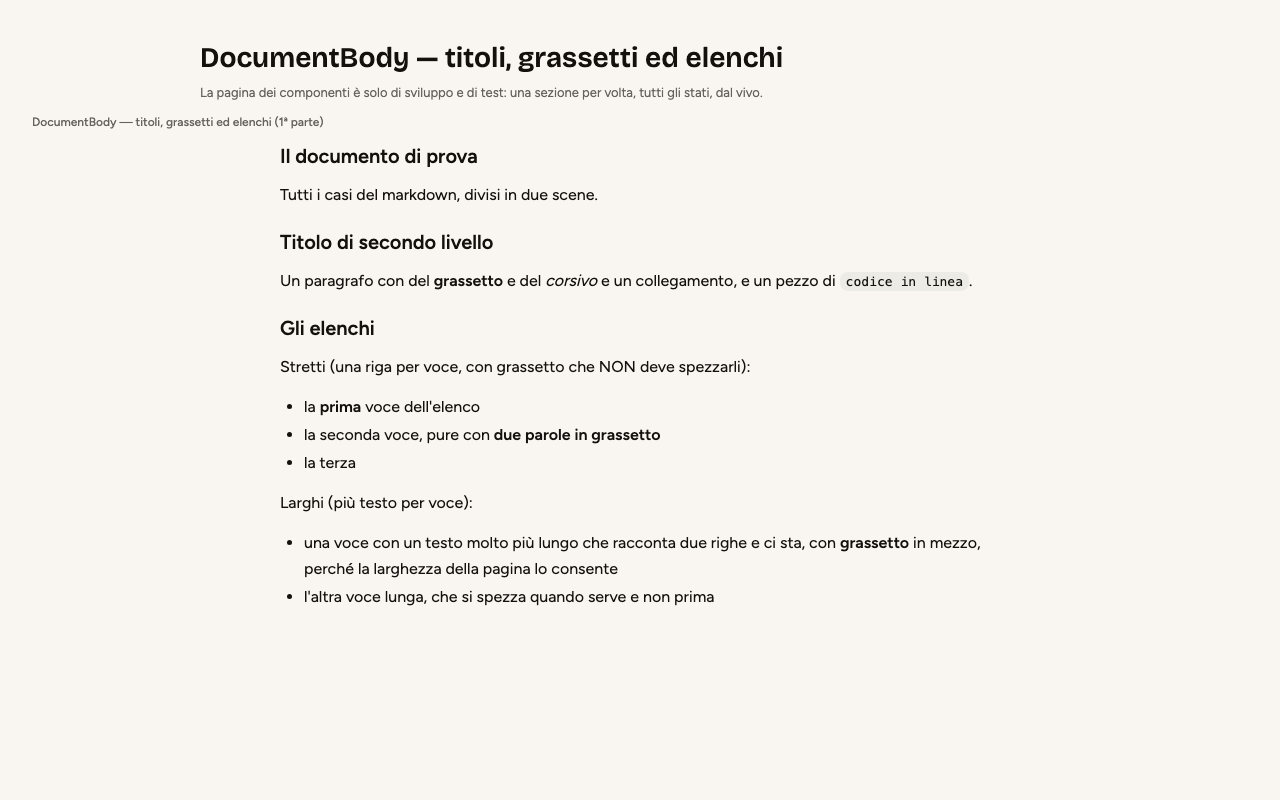 DocumentBody — titoli, grassetti ed elenchi
La pagina dei componenti è solo di sviluppo e di test: una sezione per volta, tutti gli stati, dal vivo.
DocumentBody — titoli, grassetti ed elenchi (1ª parte)
Il documento di prova
Tutti i casi del markdown, divisi in due scene.
Titolo di secondo livello
Un paragrafo con del grassetto e del corsivo e un collegamento, e un pezzo di codice in linea.
Gli elenchi
Stretti (una riga per voce, con grassetto che NON deve spezzarli):
• la prima voce dell'elenco
• la seconda voce, pure con due parole in grassetto
• la terza
Larghi (più testo per voce):
• una voce con un testo molto più lungo che racconta due righe e ci sta, con grassetto in mezzo,
perché la larghezza della pagina lo consente
• l'altra voce lunga, che si spezza quando serve e non prima